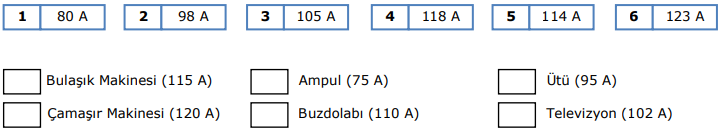 1 80 A 2 98 A 3 105 A 4 118 A 5 114 A 6 123 A
Bulaşık Makinesi (115 A) Ampul (75 A) Ütü (95 A)
Çamaşır Makinesi (120 A) Buzdolabı (110 A) Televizyon (102 A)